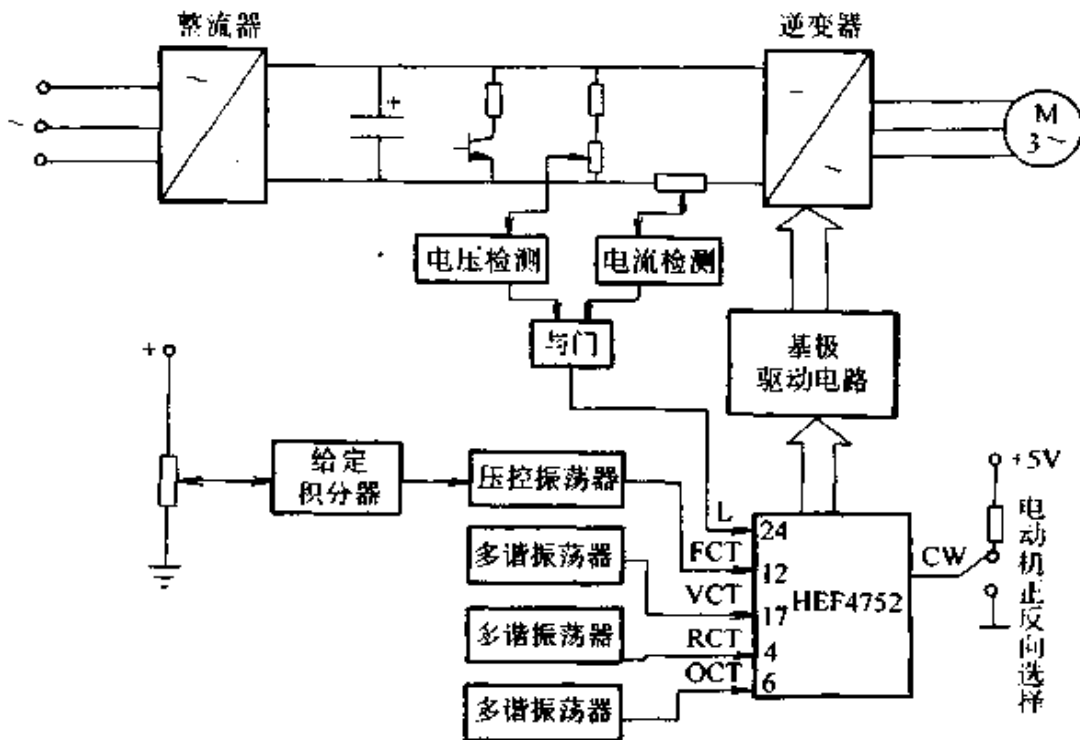 整流器
逆变器
~
~
+
—
~
M
3~
~
电压检测
电流检测
与门
基极
驱动电路
+
给定
积分器
压控振荡器
多谐振荡器
多谐振荡器
多谐振荡器
L
FCT
VCT
RCT
OCT
24
12
17
4
6
HEF4752
CW
+5V
电动机正反向选择